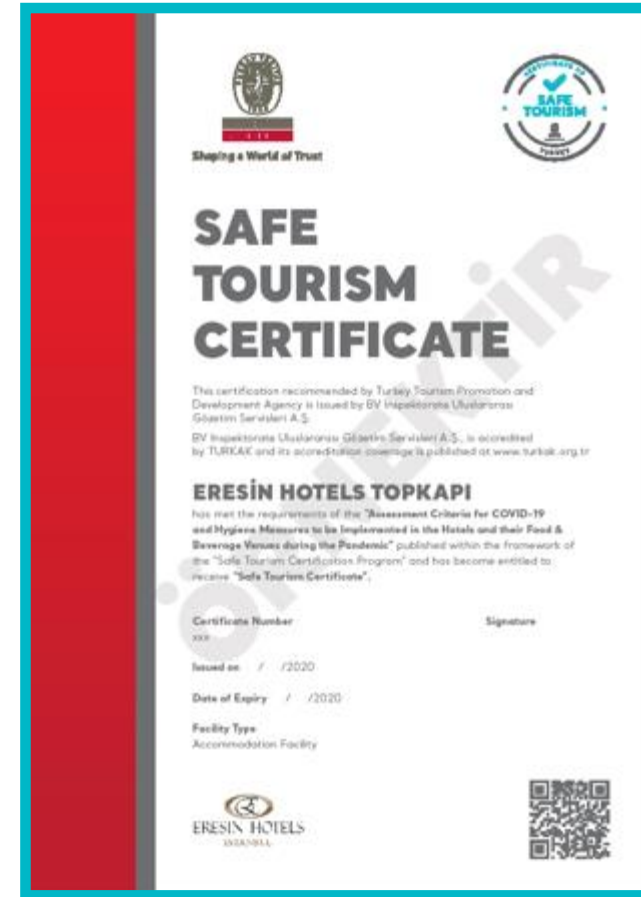 Shaping a World of Trust
CERTIFICATE OF
SAFE
TOURISM
TURKEY
SAFE
TOURISM
CERTIFICATE
ÖRNEKTİR
This certification recommended by Turkey Tourism Promotion and
Development Agency is issued by BV Inspektorate Uluslararası
Gözetim Servisleri A.Ş.
BV Inspektorate Uluslararası Gözetim Servisleri A.Ş., is accredited
by TURKAK and its accreditation coverage is published at www.turkak.org.tr
ERESİN HOTELS TOPKAPI
has met the requirements of the "Assessment Criteria for COVID-19
and Hygiene Measures to be Implemented in the Hotels and their Food &
Beverage Venues during the Pandemic" published within the framework of
the "Safe Tourism Certification Program" and has become entitled to
receive "Safe Tourism Certificate".
Certificate Number
Signature
xxx
Issued on / /2020
Date of Expiry / /2020
Facility Type
Accommodation Facility
ERESIN HOTELS
ISTANBUL